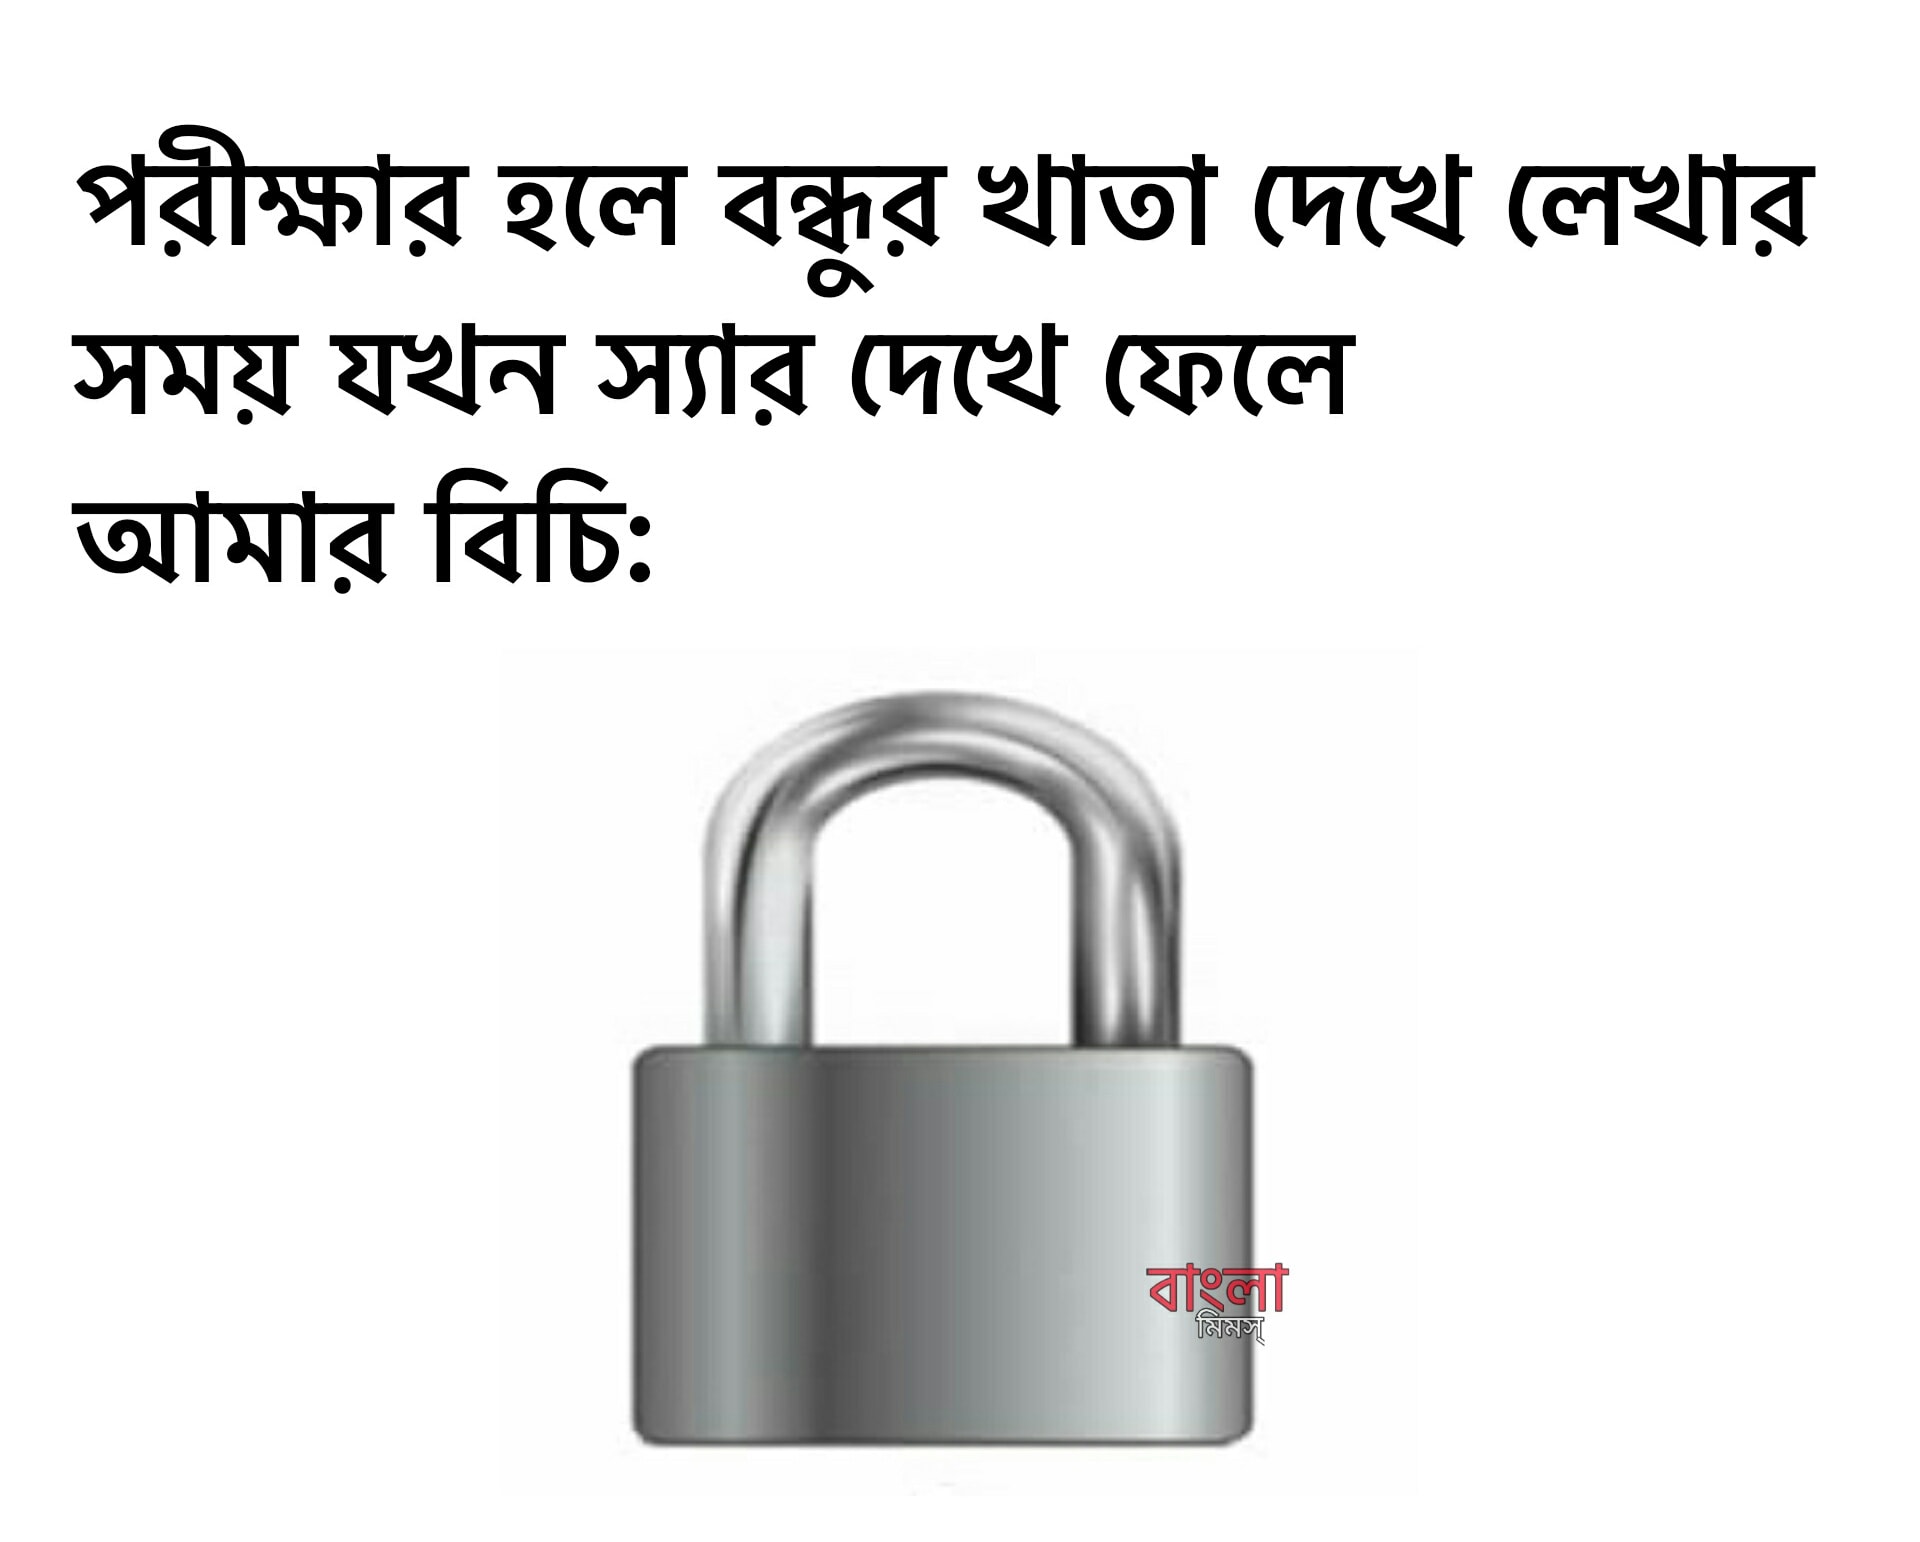 পরীক্ষার হলে বন্ধুর খাতা দেখে লেখার
সময় যখন স্যার দেখে ফেলে
আমার বিচি:
বাংলা
মিমস্